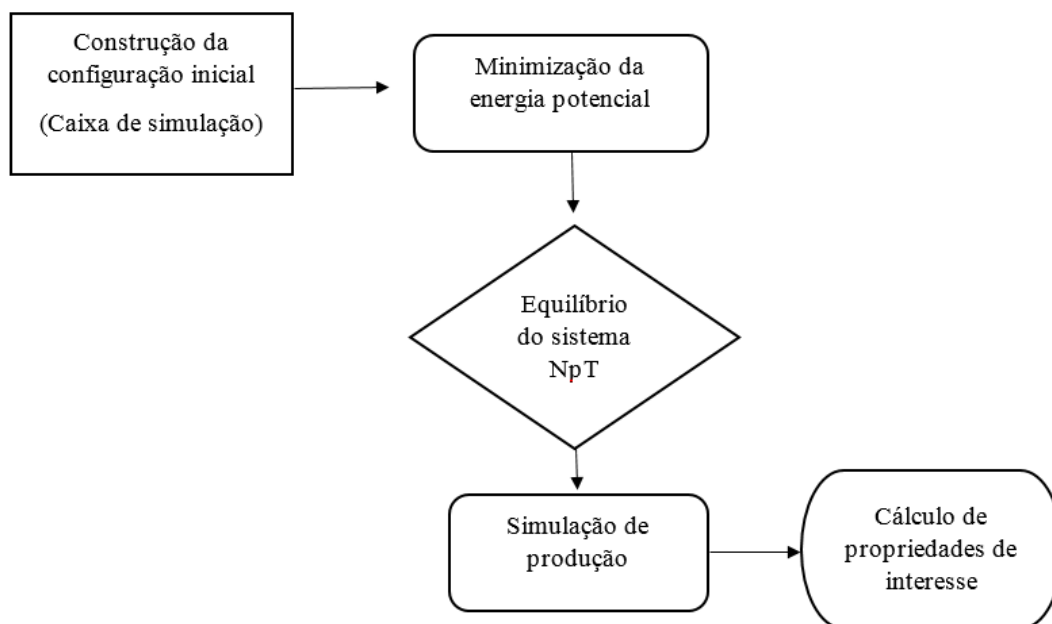 Construção da
configuração inicial
(Caixa de simulação)
Minimização da
energia potencial
Equilíbrio
do sistema
NpT
Simulação de
produção
Cálculo de
propriedades de
interesse